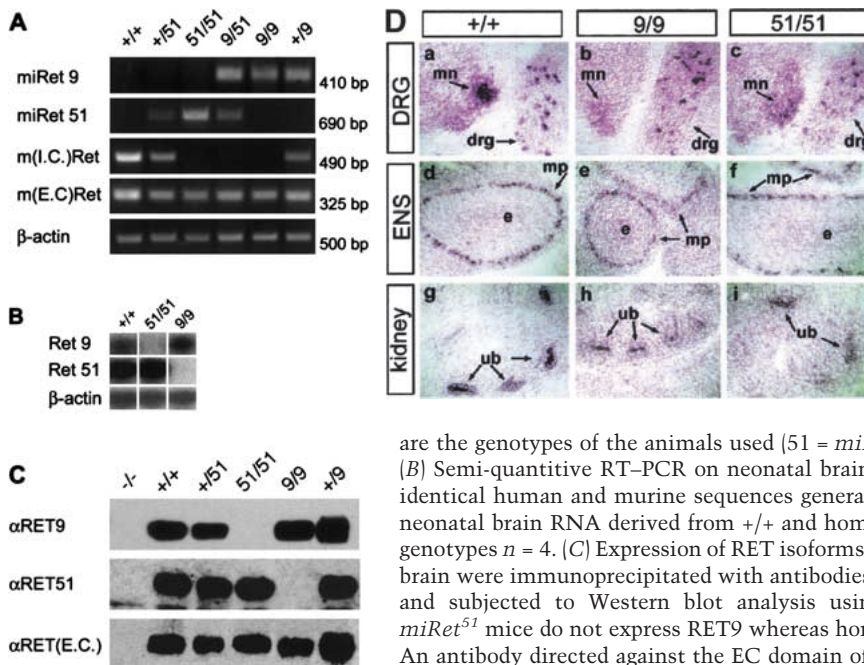 A
+/+ +/51 51/51 9/51 9/9 +/9
miRet 9 410 bp
miRet 51 690 bp
m(I.C.)Ret 490 bp
m(E.C)Ret 325 bp
β-actin 500 bp
B
+/+ 51/51 9/9
Ret 9
Ret 51
β-actin
C
-/- +/+ +/51 51/51 9/9 +/9
αRET9
αRET51
αRET(E.C.)
D
+/+ 9/9 51/51
DRG
a mn drg
b mn drg
c mn drg
ENS
d mp e
e e mp
f mp e
kidney
g ub
h ub
i ub
are the genotypes of the animals used (51 =
(B) Semi-quantitive RT–PCR on neonatal brain
identical human and murine sequences genera
neonatal brain RNA derived from +/+ and hom
genotypes n = 4. (C) Expression of RET isoforms
brain were immunoprecipitated with antibodies
and subjected to Western blot analysis usin
miRet51 mice do not express RET9 whereas hon
An antibody directed against the EC domain of